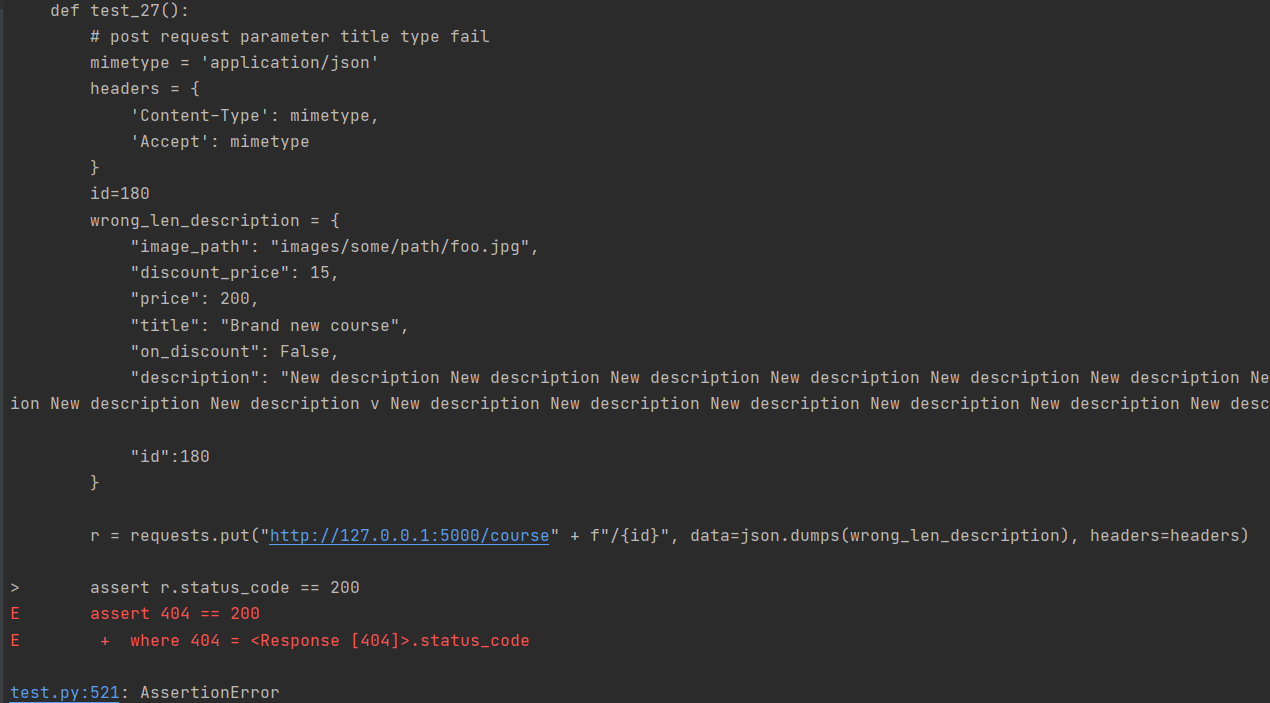 def test_27():
# post request parameter title type fail
mimetype = 'application/json'
headers = {
'Content-Type': mimetype,
'Accept': mimetype
}
id=180
wrong_len_description = {
"image_path": "images/some/path/foo.jpg",
"discount_price": 15,
"price": 200,
"title": "Brand new course",
"on_discount": False,
"description": "New description New description New description New description New description New description Ne
ion New description New description v New description New description New description New description New description New desc
"id":180
}
r = requests.put("http://127.0.0.1:5000/course" + f"/{id}", data=json.dumps(wrong_len_description), headers=headers)
> assert r.status_code == 200
E assert 404 == 200
E + where 404 = <Response [404]>.status_code
test.py:521: AssertionError